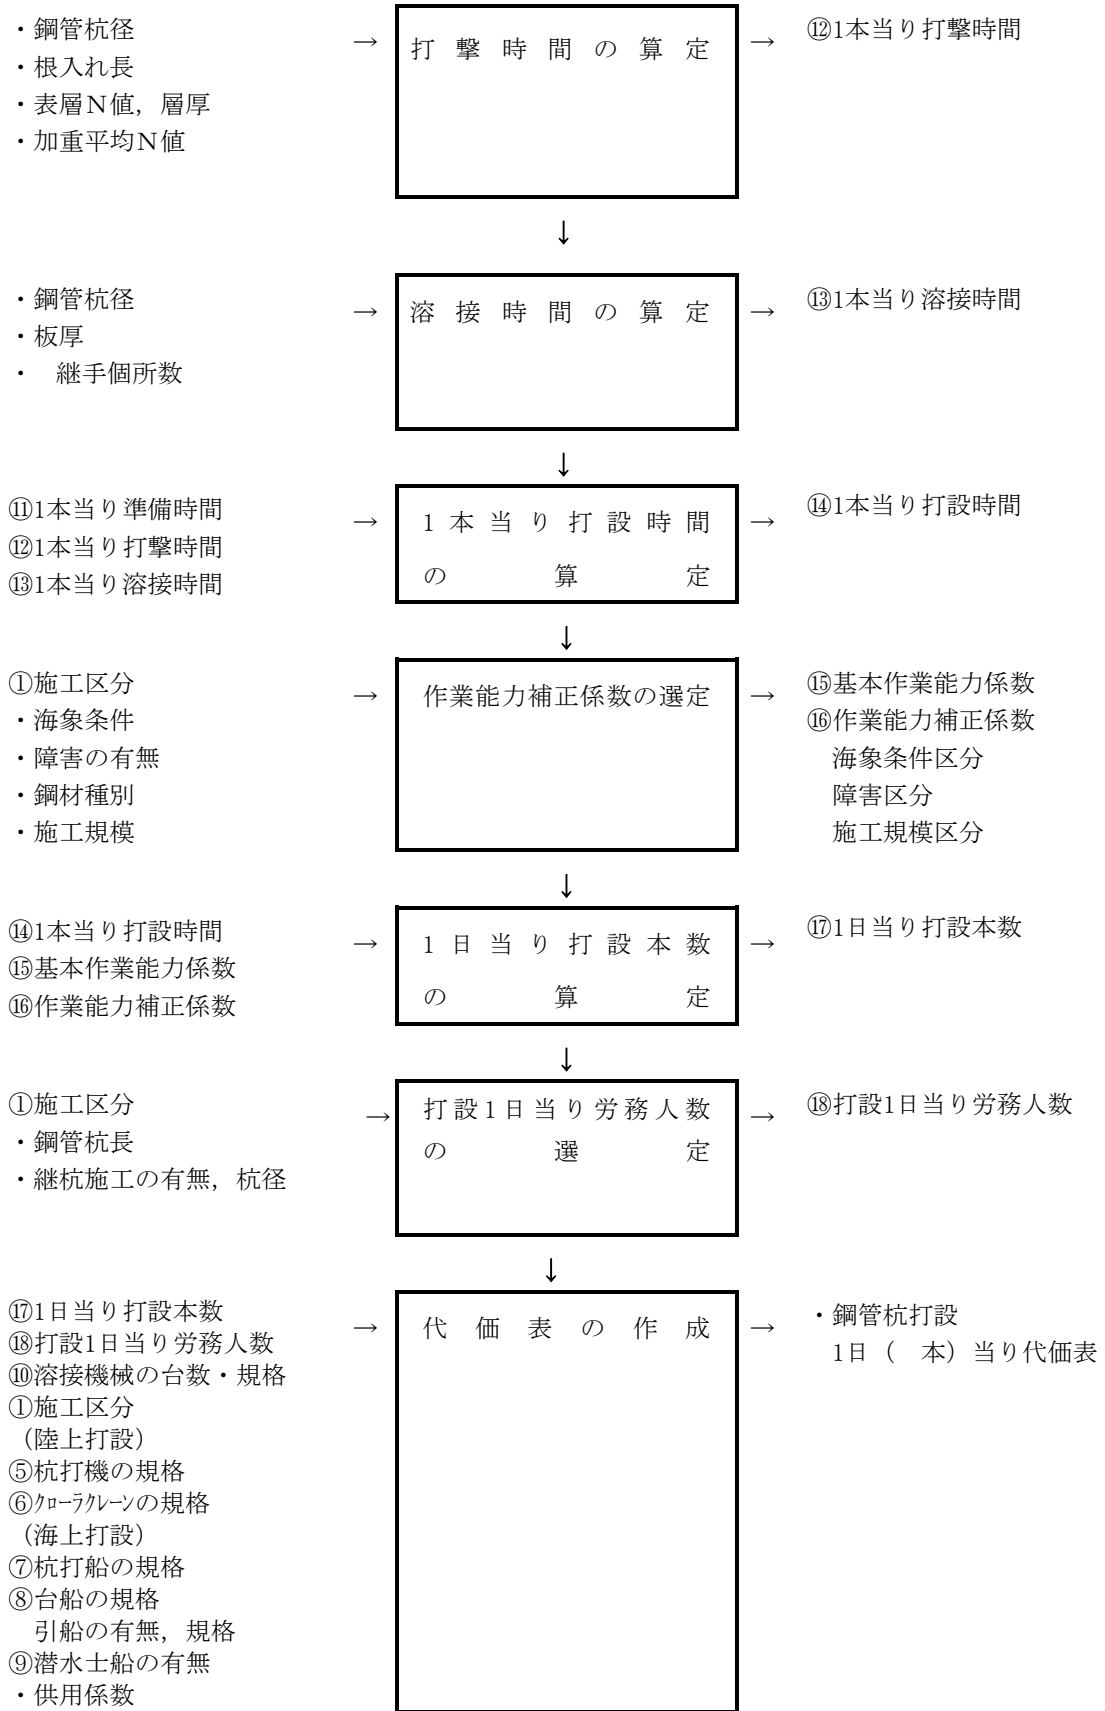 ・鋼管杭径
・根入れ長
・表層Ｎ値，層厚
・加重平均Ｎ値
→
打撃時間の算定
→
⑫1本当り打撃時間
↓
・鋼管杭径
・板厚
・　継手個所数
→
溶接時間の算定
→
⑬1本当り溶接時間
↓
⑪1本当り準備時間
⑫1本当り打撃時間
⑬1本当り溶接時間
→
1本当り打設時間
の算定
→
⑭1本当り打設時間
↓
①施工区分
・海象条件
・障害の有無
・鋼材種別
・施工規模
→
作業能力補正係数の選定
→
⑮基本作業能力係数
⑯作業能力補正係数
海象条件区分
障害区分
施工規模区分
↓
⑭1本当り打設時間
⑮基本作業能力係数
⑯作業能力補正係数
→
1日当り打設本数
の算定
→
⑰1日当り打設本数
↓
①施工区分
・鋼管杭長
・継杭施工の有無，杭径
→
打設1日当り労務人数
の選定
→
⑱打設1日当り労務人数
↓
⑰1日当り打設本数
⑱打設1日当り労務人数
⑩溶接機械の台数・規格
①施工区分
（陸上打設）
⑤杭打機の規格
⑥ｸﾛｰﾗｸﾚｰﾝの規格
（海上打設）
⑦杭打船の規格
⑧台船の規格
引船の有無，規格
⑨潜水士船の有無
・供用係数
→
代価表の作成
→
・鋼管杭打設
1日（　本）当り代価表